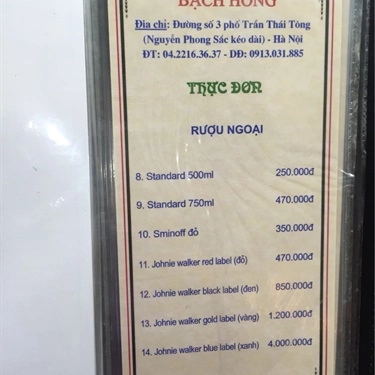 BẠCH HỒNG
Địa chỉ: Đường số 3 phố Trần Thái Tông
(Nguyễn Phong Sắc kéo dài) - Hà Nội
ĐT: 04.2216.36.37 - DĐ: 0913.031.885
THỰC ĐƠN
RƯỢU NGOẠI
8. Standard 500ml 250.000đ
9. Standard 750ml 470.000đ
10. Sminoff đỏ 350.000đ
11. Johnie walker red label (đỏ) 470.000đ
12. Johnie walker black label (đen) 850.000đ
13. Johnie walker gold label (vàng) 1.200.000đ
14. Johnie walker blue label (xanh) 4,000.000đ